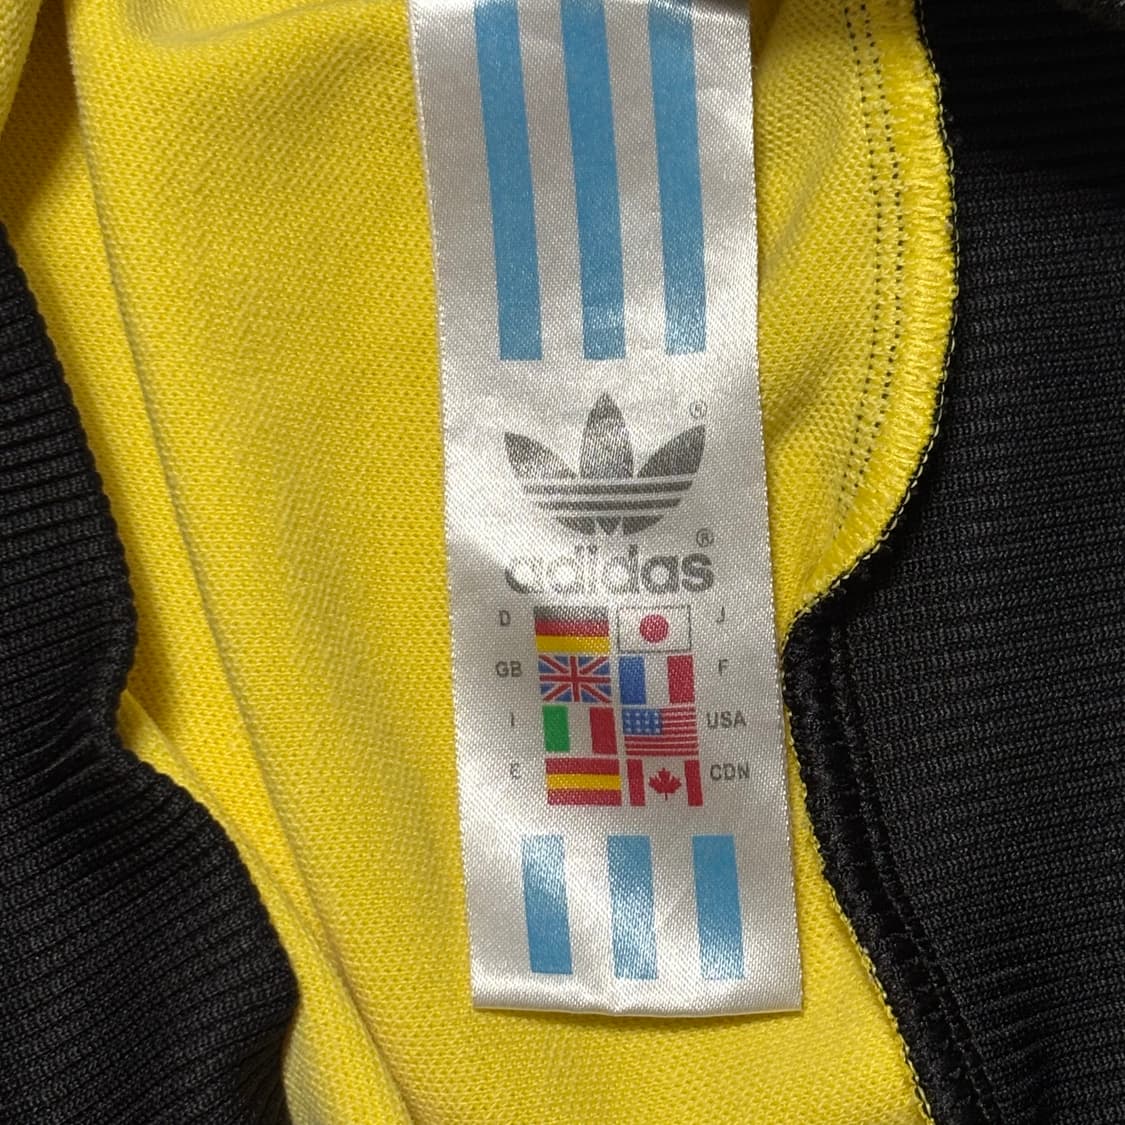 ®
®
adidas
D J
GB F
I USA
E CDN